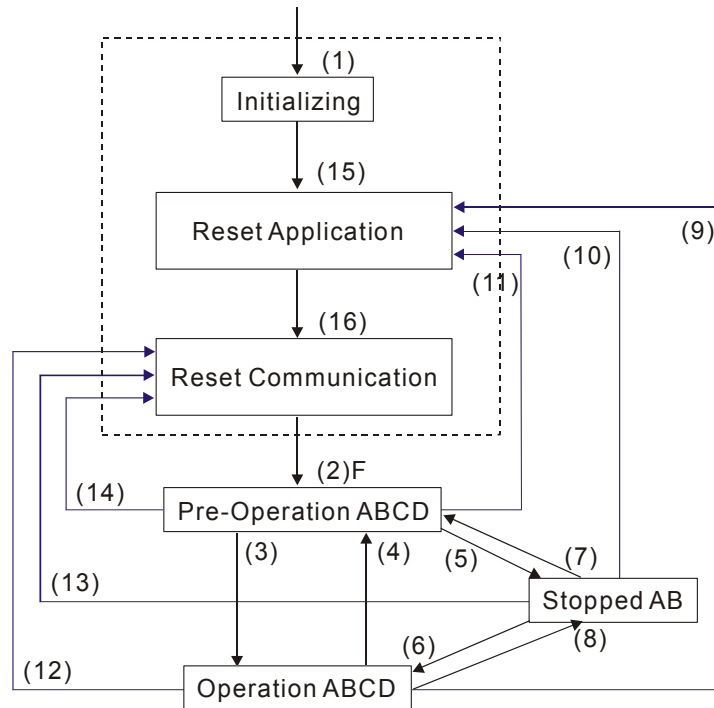 (1)
Initializing
(15)
Reset Application
(9)
(10)
(11)
(16)
Reset Communication
(2)F
(14)
Pre-Operation ABCD
(3)
(4)
(5)
(7)
(13)
Stopped AB
(6)
(8)
(12)
Operation ABCD